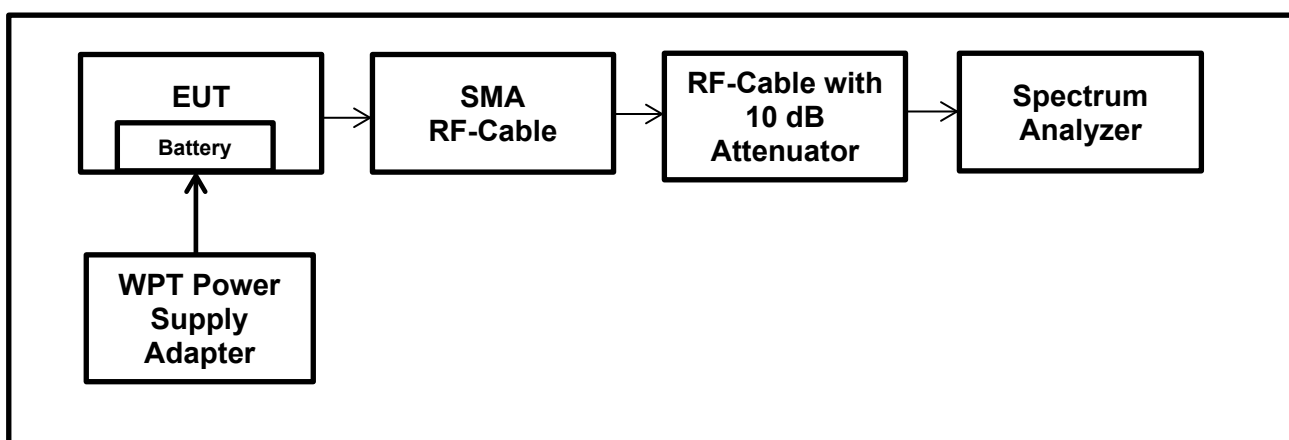 EUT
Battery
SMA
RF-Cable
RF-Cable with
10 dB
Attenuator
Spectrum
Analyzer
WPT Power
Supply
Adapter